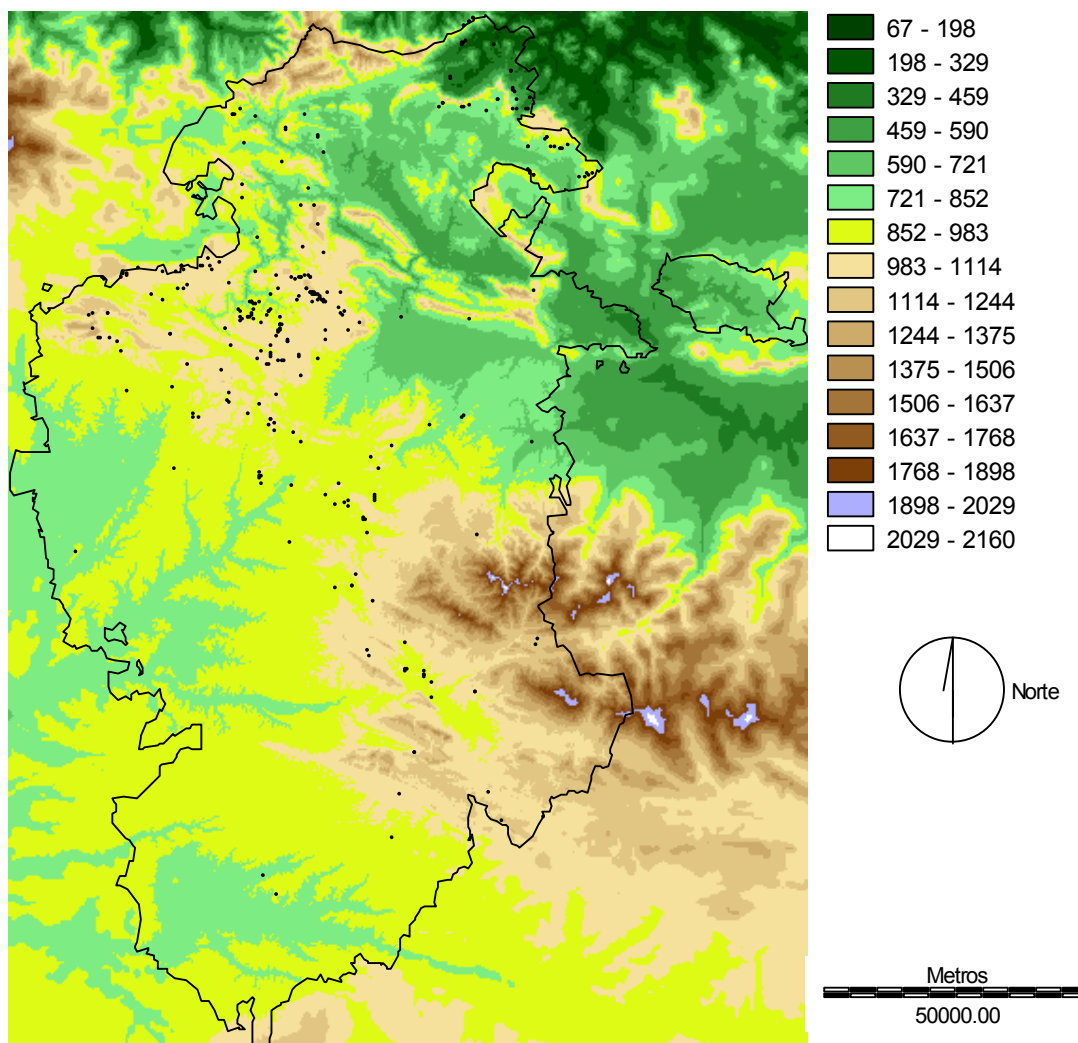 67 - 198
198 - 329
329 - 459
459 - 590
590 - 721
721 - 852
852 - 983
983 - 1114
1114 - 1244
1244 - 1375
1375 - 1506
1506 - 1637
1637 - 1768
1768 - 1898
1898 - 2029
2029 - 2160
Norte
Metros
50000.00